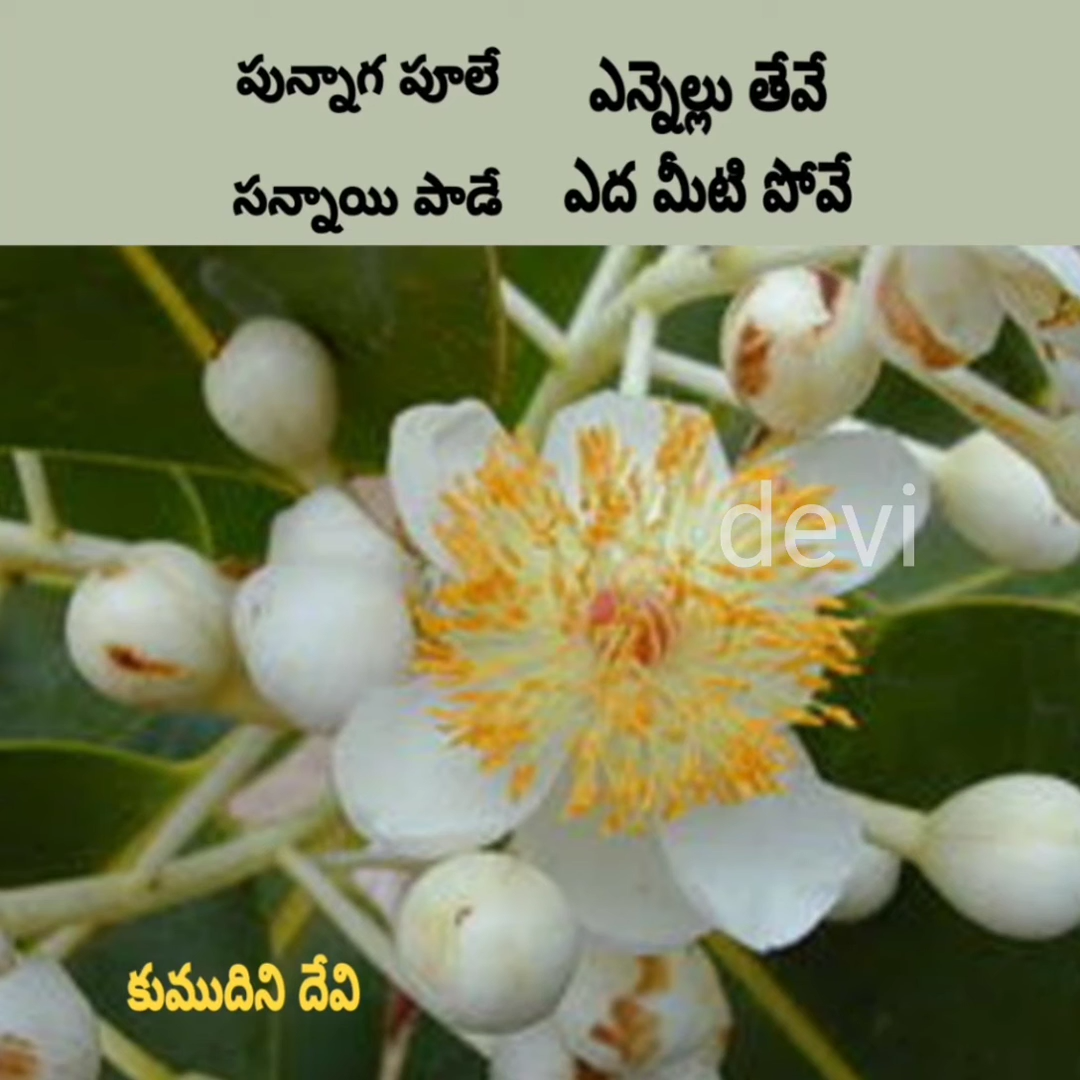 పున్నాగ పూలే ఎన్నెల్లు తేవే
సన్నాయి పాడే ఎద మీటి పోవే
devi
కుముదిని దేవి